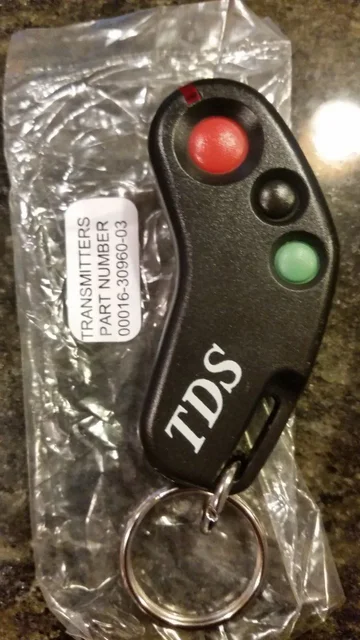 TRANSMITTERS
PART NUMBER
00016-30960-03
TDS